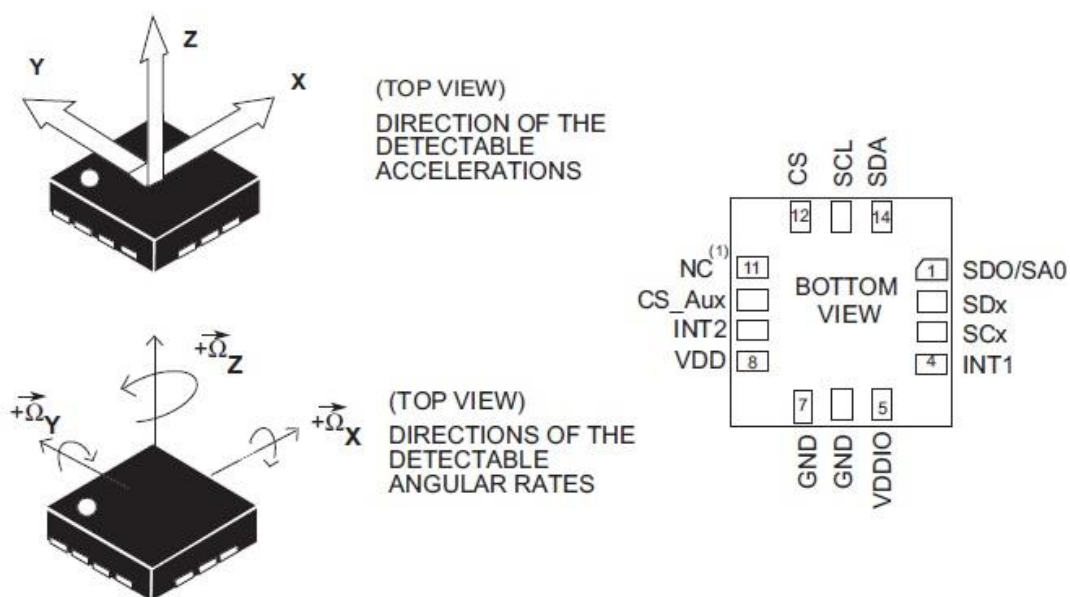 Z
Y
X
(TOP VIEW)
DIRECTION OF THE
DETECTABLE
ACCELERATIONS
+Ω Z
+Ω Y
+Ω X
(TOP VIEW)
DIRECTIONS OF THE
DETECTABLE
ANGULAR RATES
CS
SCL
SDA
12
14
NC(1)
11
1
SDO/SA0
CS_Aux
BOTTOM
VIEW
SDx
INT2
SCx
VDD
8
4
INT1
7
5
GND
GND
VDDIO